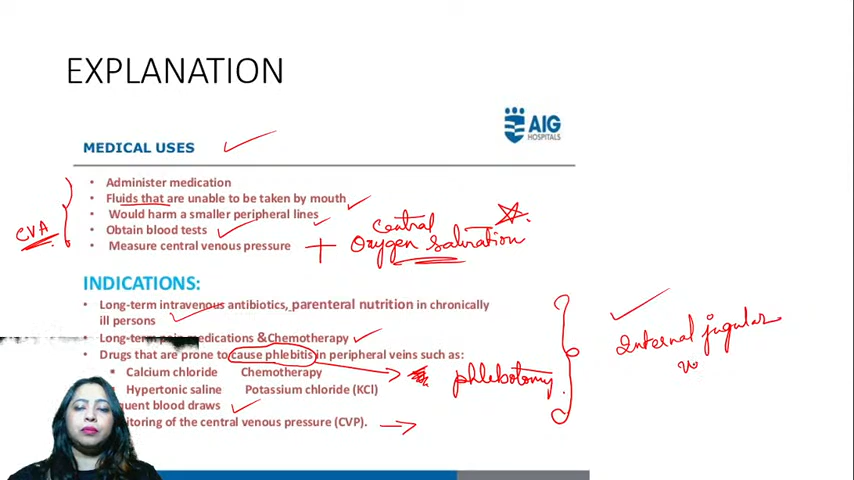 EXPLANATION
AIG
HOSPITALS
MEDICAL USES
• Administer medication
• Fluids that are unable to be taken by mouth
• Would harm a smaller peripheral lines
• Obtain blood tests
• Measure central venous pressure
CVA
+ Central
Oxygen saturation
INDICATIONS:
• Long-term intravenous antibiotics, parenteral nutrition in chronically
ill persons
• Long-term medications &Chemotherapy
• Drugs that are prone to cause phlebitis in peripheral veins such as:
▪ Calcium chloride Chemotherapy
Hypertonic saline Potassium chloride (KCl)
quent blood draws
itoring of the central venous pressure (CVP).
phlebotomy
Internal jugular